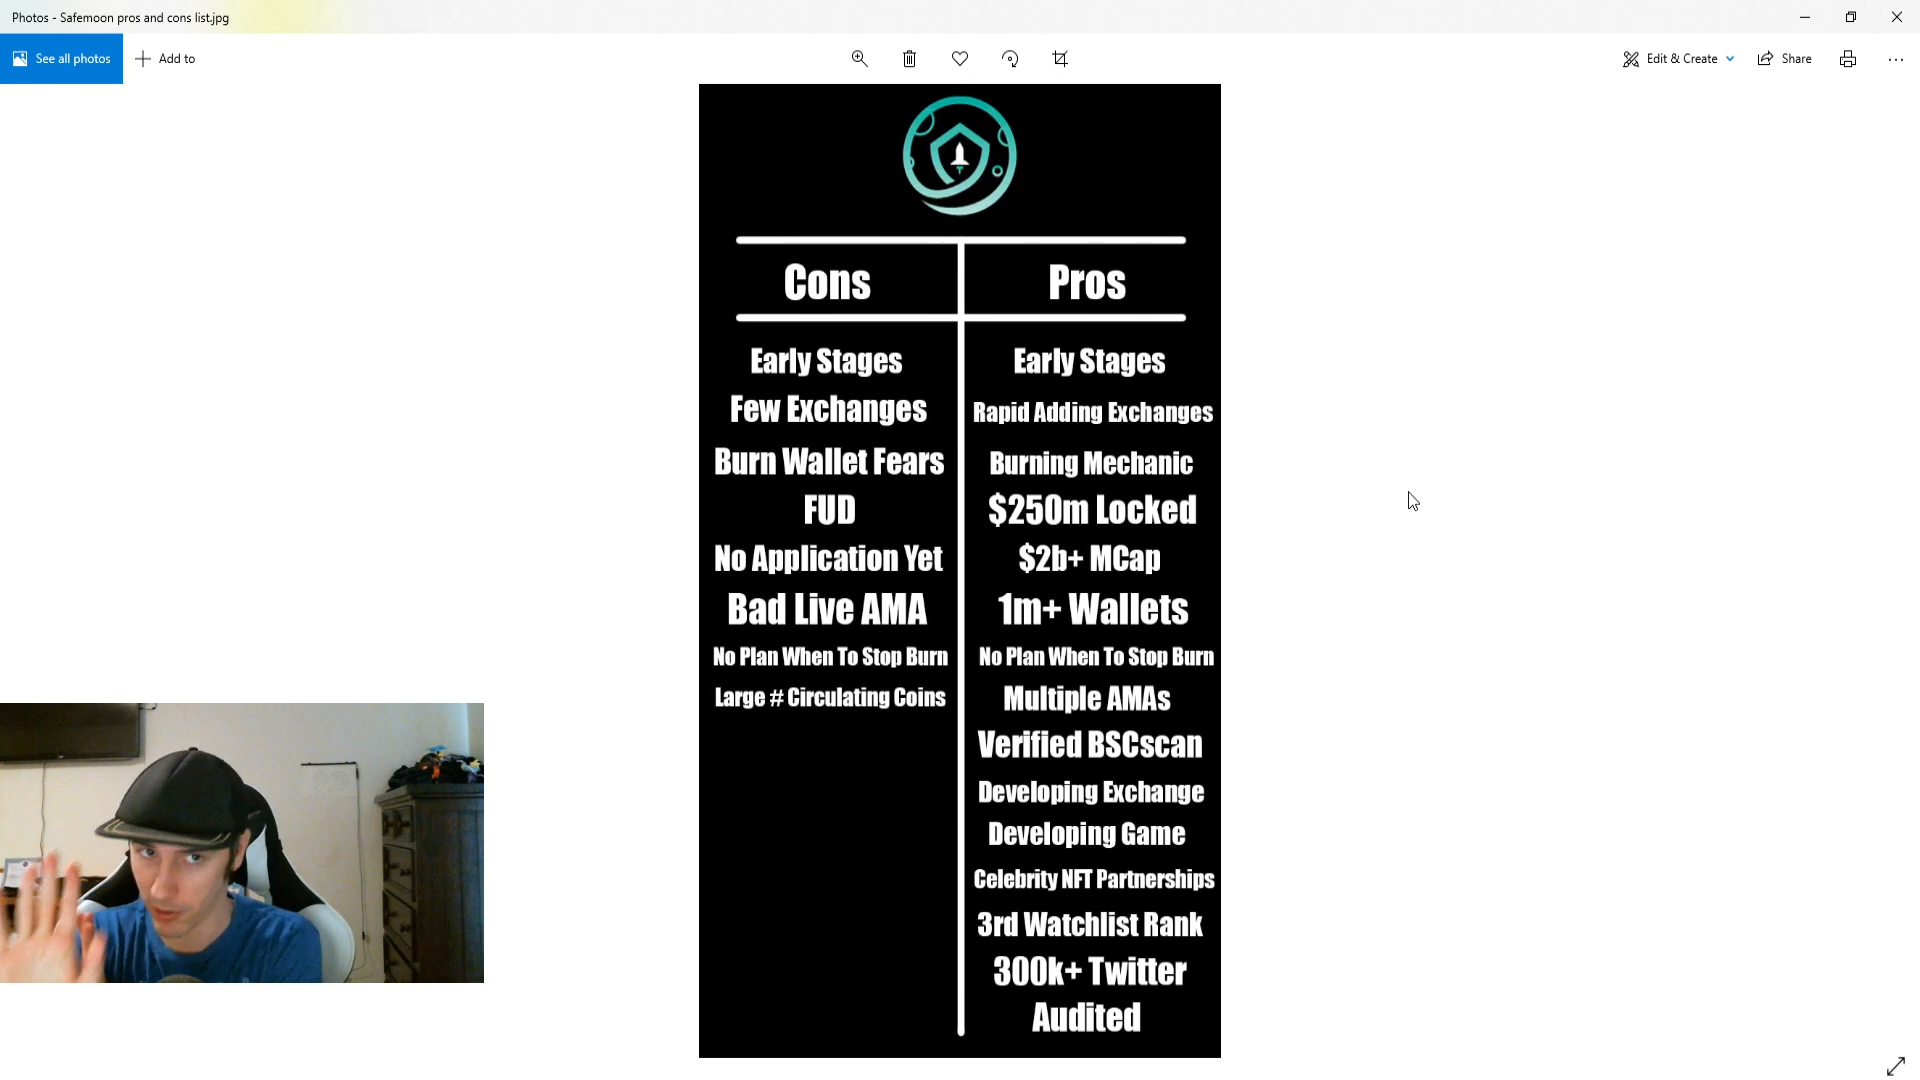 Photos - Safemoon pros and cons list.jpg
See all photos
Add to
Edit & Create
Share
Cons
Pros
Early Stages
Early Stages
Few Exchanges
Rapid Adding Exchanges
Burn Wallet Fears
Burning Mechanic
FUD
$250m Locked
No Application Yet
$2b+ MCap
Bad Live AMA
1m+ Wallets
No Plan When To Stop Burn
No Plan When To Stop Burn
Large # Circulating Coins
Multiple AMAs
Verified BSCscan
Developing Exchange
Developing Game
Celebrity NFT Partnerships
3rd Watchlist Rank
300k+ Twitter
Audited